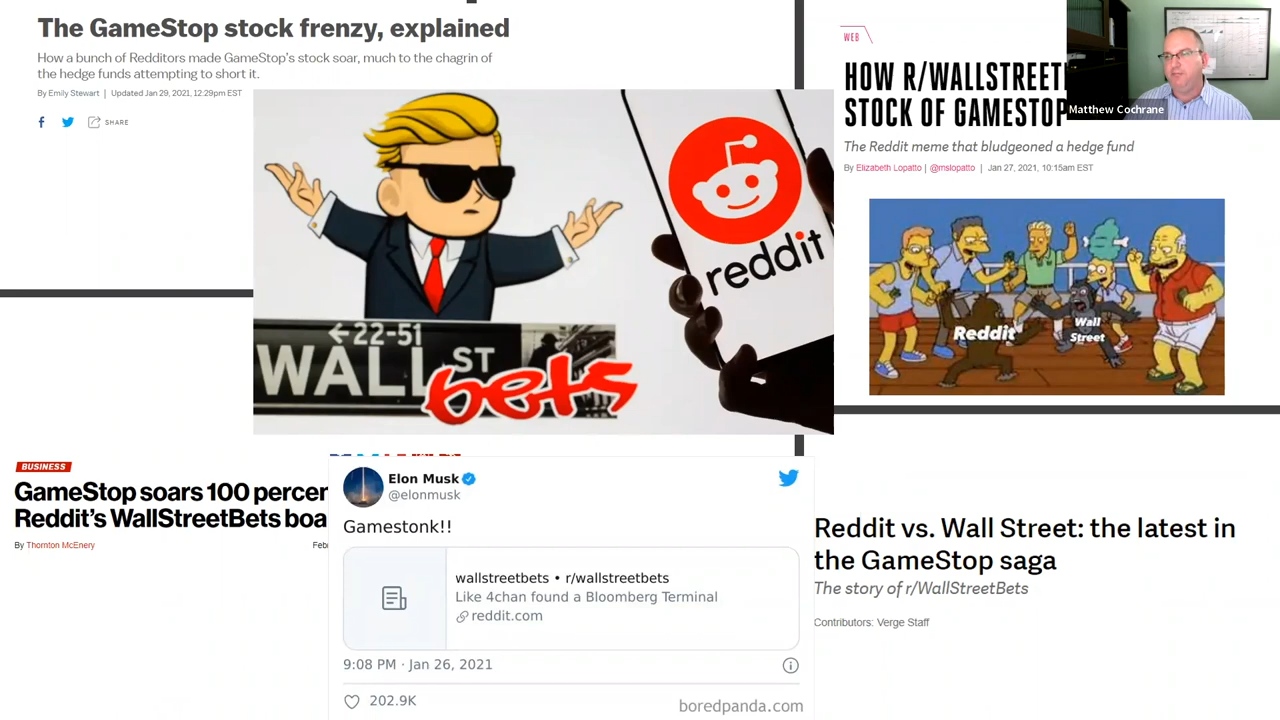 The GameStop stock frenzy, explained
How a bunch of Redditors made GameStop's stock soar, much to the chagrin of
the hedge funds attempting to short it.
By Emily Stewart | Updated Jan 29, 2021, 12:29pm EST
SHARE
←22-51
WALL ST
bets
reddit
WEB
HOW R/WALLSTREET
STOCK OF GAMESTOP
The Reddit meme that bludgeoned a hedge fund
By Elizabeth Lopatto | @mslopatto | Jan 27, 2021, 10:15am EST
Matthew Cochrane
Reddit
Wall
Street
BUSINESS
GameStop soars 100 percen
Reddit's WallStreetBets boa
By Thornton McEnery
Feb
Elon Musk
@elonmusk
Gamestonk!!
wallstreetbets • r/wallstreetbets
Like 4chan found a Bloomberg Terminal
reddit.com
9:08 PM · Jan 26, 2021
202.9K
boredpanda.com
Reddit vs. Wall Street: the latest in
the GameStop saga
The story of r/WallStreetBets
Contributors: Verge Staff